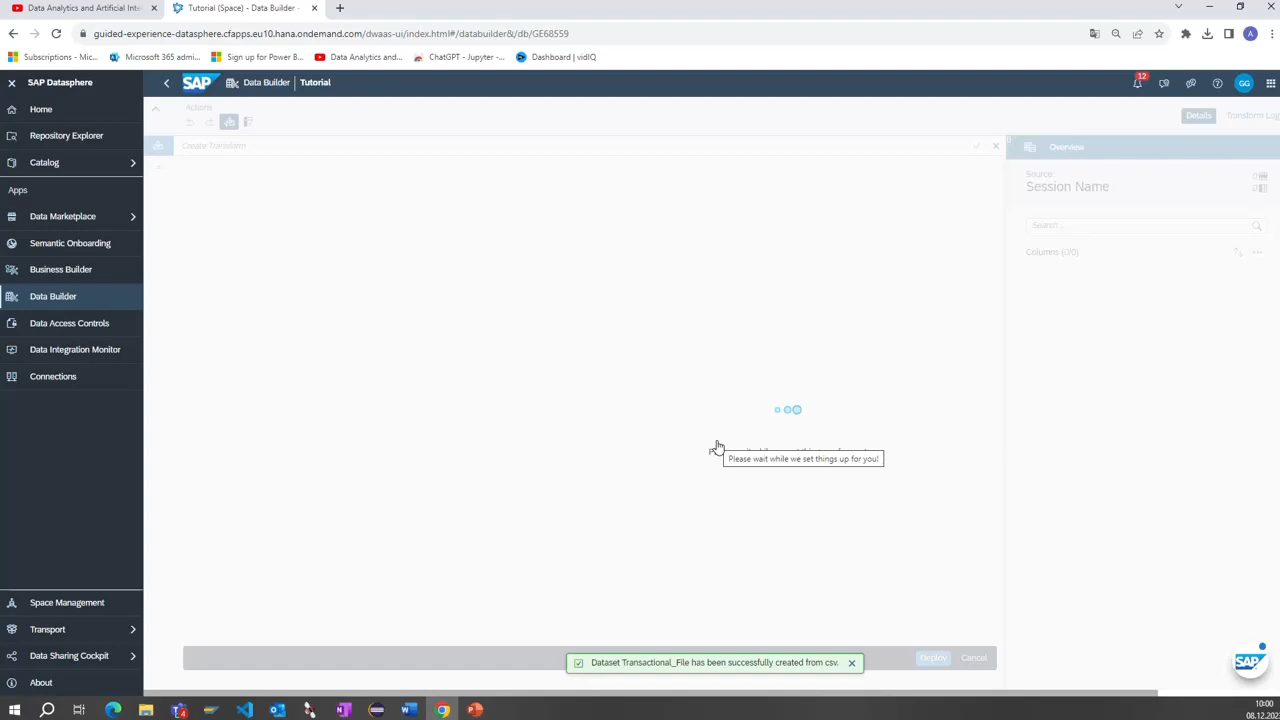 Data Analytics and Artificial Intel
Tutorial (Space) - Data Builder -
guided-experience-datasphere.cfapps.eu10.hana.ondemand.com/dwaas-ui/index.html#/databuilder&/db/GE68559
Subscriptions - Mic...
Microsoft 365 admi...
Sign up for Power B...
Data Analytics and...
ChatGPT - Jupyter -...
Dashboard | vidIQ
SAP Datasphere
SAP
Data Builder
Tutorial
12
GG
Home
Repository Explorer
Catalog
Apps
Data Marketplace
Semantic Onboarding
Business Builder
Data Builder
Data Access Controls
Data Integration Monitor
Connections
Space Management
Transport
Data Sharing Cockpit
About
Actions
Details
Transform Log
Create Transform
Overview
Source:
Session Name
Search...
Columns (0/0)
Please wait while we set things up for you!
Dataset Transactional_File has been successfully created from csv.
Deploy
Cancel
SAP
10:00